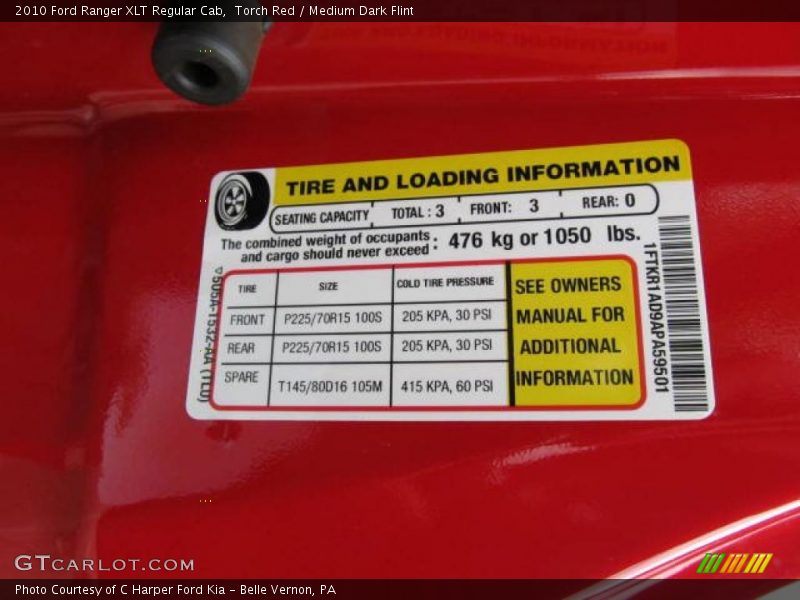 2010 Ford Ranger XLT Regular Cab, Torch Red / Medium Dark Flint
TIRE AND LOADING INFORMATION
SEATING CAPACITY TOTAL : 3 FRONT: 3 REAR: 0
The combined weight of occupants
and cargo should never exceed : 476 kg or 1050 lbs.
TIRE SIZE COLD TIRE PRESSURE
FRONT P225/70R15 100S 205 KPA, 30 PSI
REAR P225/70R15 100S 205 KPA, 30 PSI
SPARE T145/80D16 105M 415 KPA, 60 PSI
SEE OWNERS
MANUAL FOR
ADDITIONAL
INFORMATION
1FTKR1AD9APA59501
GTCARLOT.COM
Photo Courtesy of C Harper Ford Kia - Belle Vernon, PA